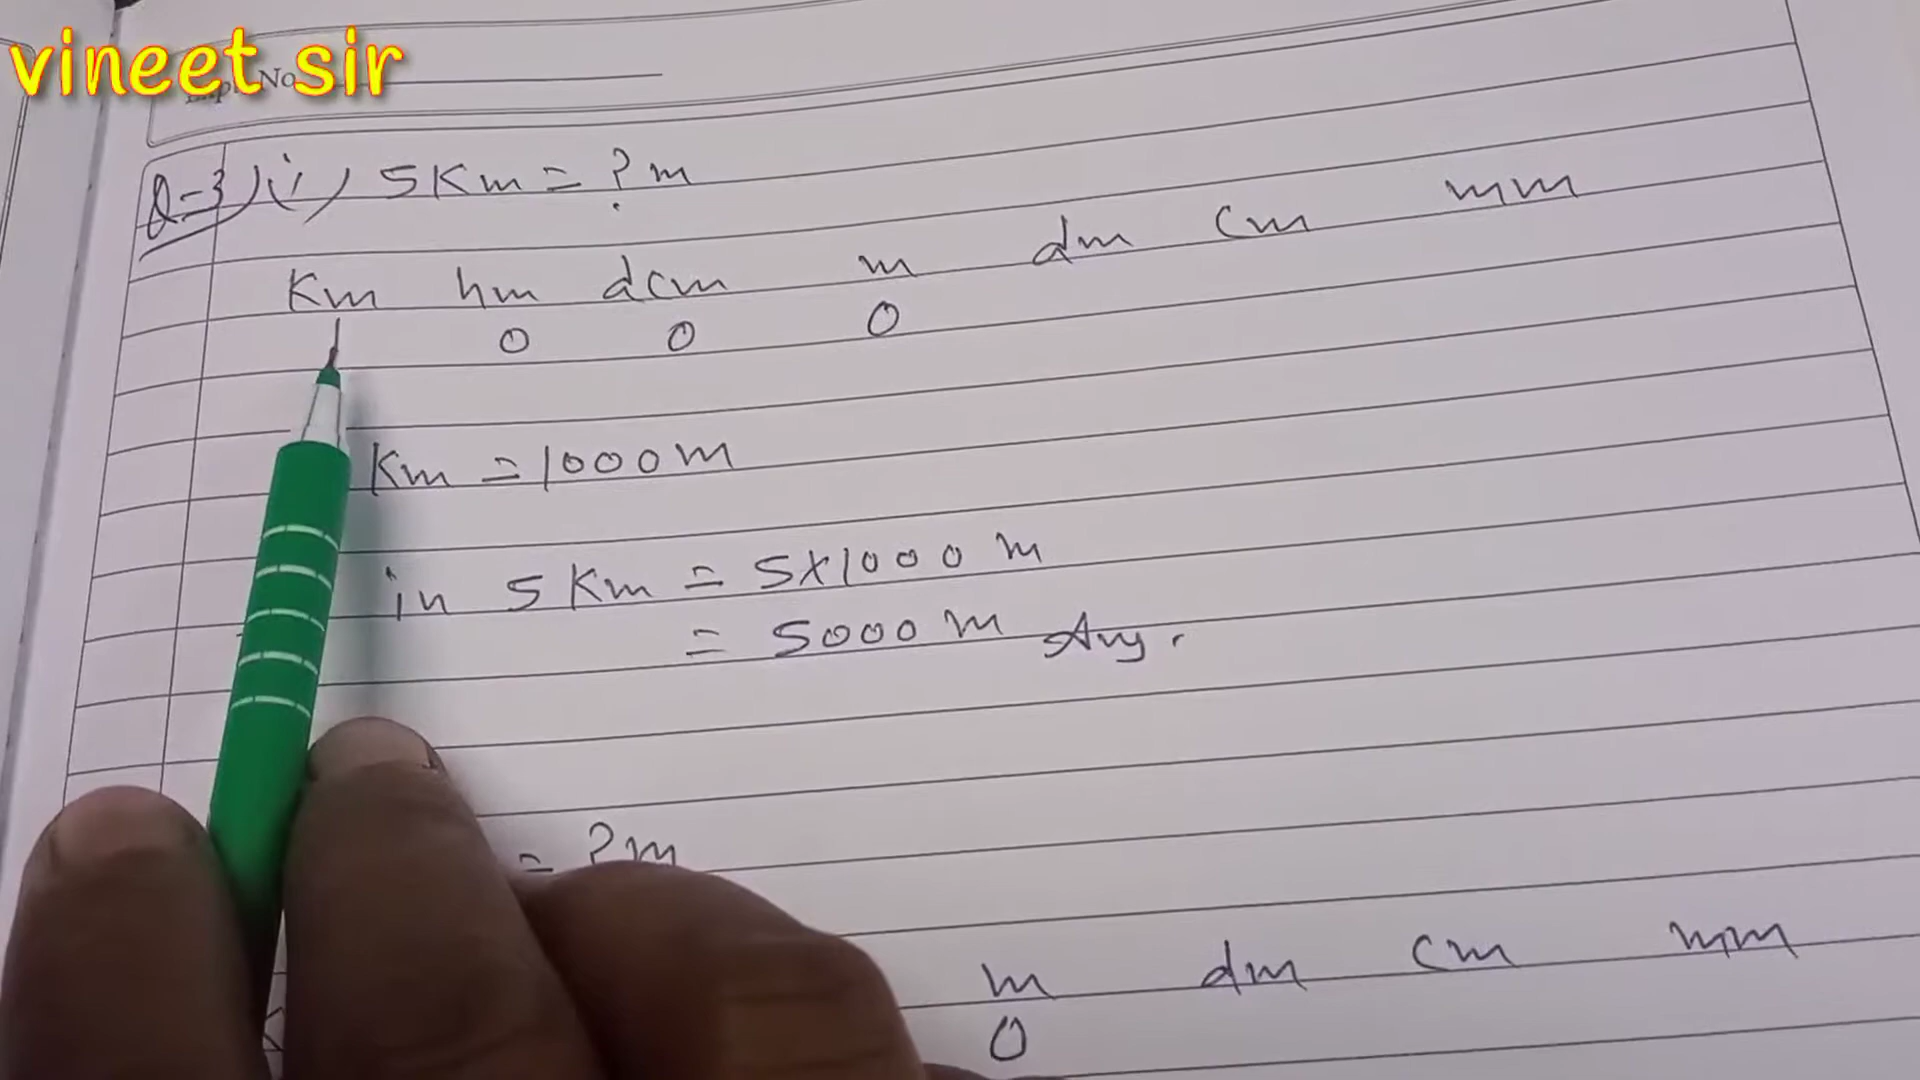 vineet sir
No
Q-3)(i) 5Km = ? m
Km hm dcm m dm cm mm
1 0 0 0
Km = 1000 m
in 5 Km = 5×1000 m
= 5000 m Ans.
= ? m
m dm cm mm
0